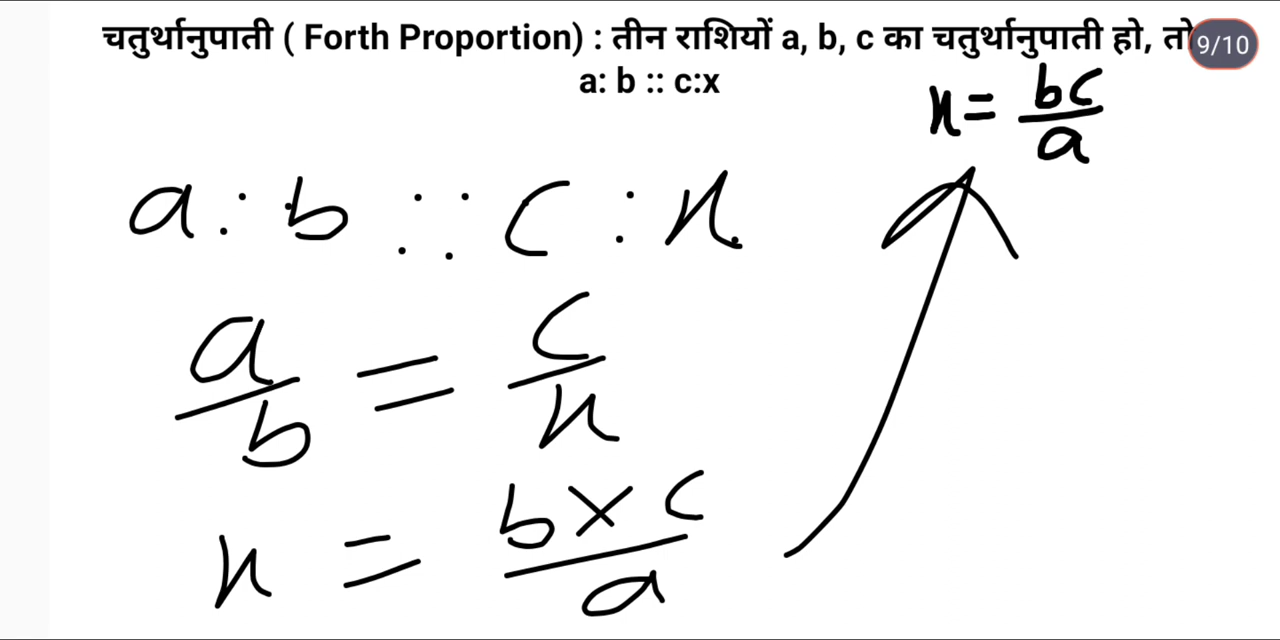 चतुर्थानुपाती ( Forth Proportion) : तीन राशियों a, b, c का चतुर्थानुपाती हो, तो
9/10
a: b :: c:x
x = bc/a
a : b :: c : x
a/b = c/x
x = b×c/a